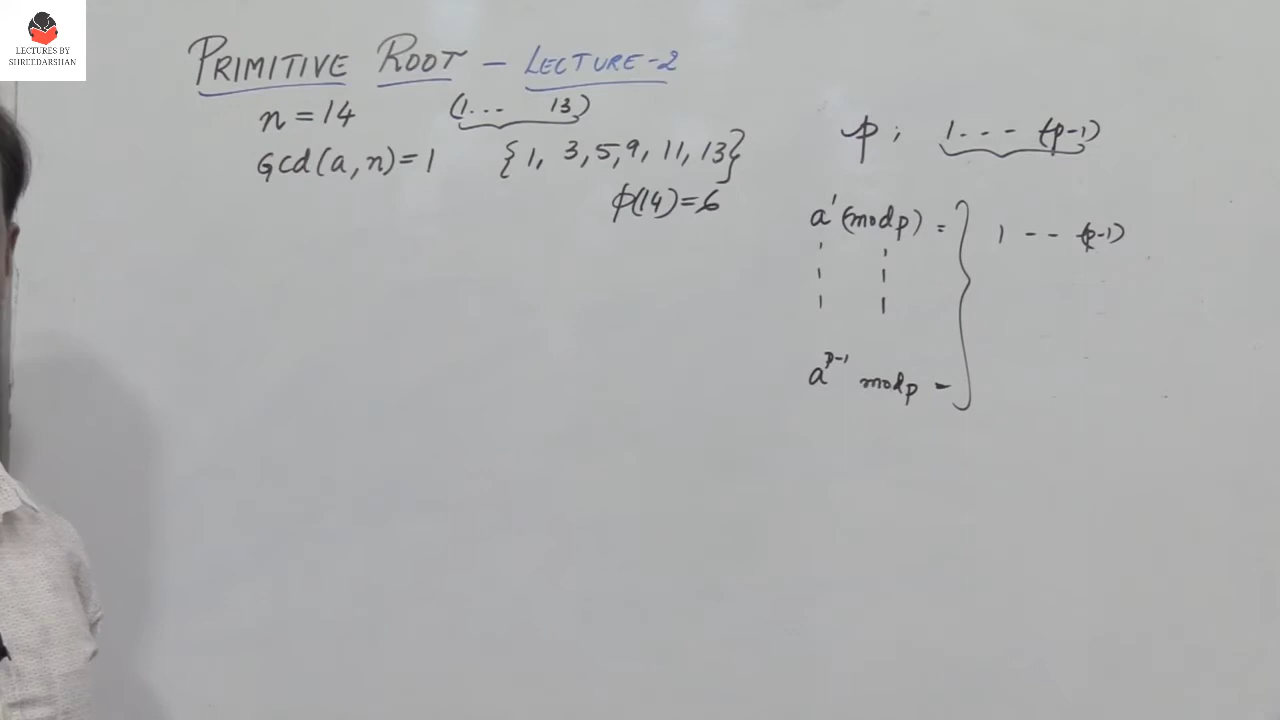 LECTURES BY
SHREEDARSHAN
PRIMITIVE ROOT - LECTURE-2
n = 14 (1... 13)
Gcd(a, n) = 1 {1, 3, 5, 9, 11, 13}
φ(14) = 6
p ; 1 - - - (p-1)
a¹ (mod p) = 1 - - (p-1)
aᵖ⁻¹ mod p -